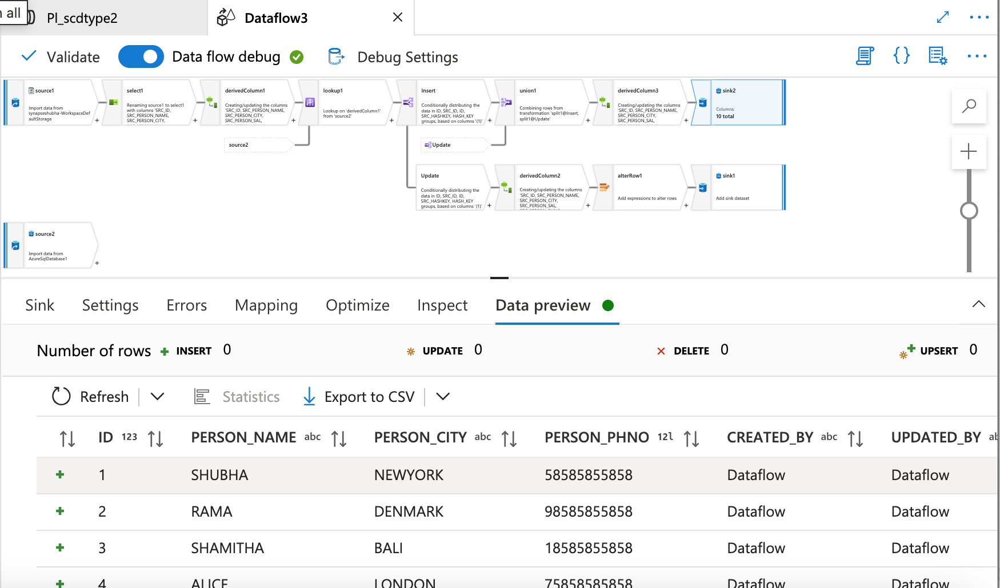 n all
Pl_scdtype2
Dataflow3
Validate
Data flow debug
Debug Settings
source1
Import data from
synapseshubha-WorkspaceDef
aultStorage
select1
Renaming source1 to select1
with columns 'SRC_ID,
SRC_PERSON_NAME,
SRC_PERSON_CITY,
derivedColumn1
Creating/updating the columns
'SRC_ID, SRC_PERSON_NAME,
SRC_PERSON_CITY,
SRC_PERSON_SAL,
lookup1
Lookup on 'derivedColumn1'
from 'source2'
Insert
Conditionally distributing the
data in ID, SRC_ID, ID,
SRC_HASHKEY, HASH_KEY
groups, based on columns '{1}'
union1
Combining rows from
transformation 'split1@Insert,
split1@Update'
derivedColumn3
Creating/updating the columns
'SRC_ID, SRC_PERSON_NAME,
SRC_PERSON_CITY,
SRC_PERSON_SAL,
sink2
Columns:
10 total
source2
Update
Update
Conditionally distributing the
data in ID, SRC_ID, ID,
SRC_HASHKEY, HASH_KEY
groups, based on columns '{1}'
derivedColumn2
Creating/updating the columns
'SRC_ID, SRC_PERSON_NAME,
SRC_PERSON_CITY,
SRC_PERSON_SAL,
alterRow1
Add expressions to alter rows
sink1
Add sink dataset
source2
Import data from
AzureSqlDatabase1
Sink Settings Errors Mapping Optimize Inspect Data preview
Number of rows INSERT 0 UPDATE 0 DELETE 0 UPSERT 0
Refresh Statistics Export to CSV
ID 123 PERSON_NAME abc PERSON_CITY abc PERSON_PHNO 12l CREATED_BY abc UPDATED_BY ab
1 SHUBHA NEWYORK 58585855858 Dataflow Dataflow
2 RAMA DENMARK 98585855858 Dataflow Dataflow
3 SHAMITHA BALI 18585855858 Dataflow Dataflow
4 ALICE LONDON 75858585858 Dataflow Dataflow